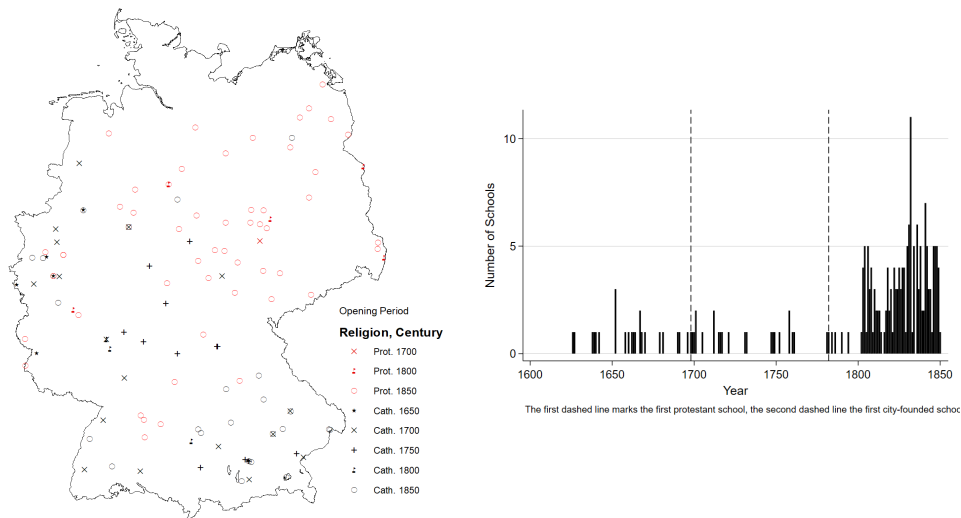 Opening Period
Religion, Century
Prot. 1700
Prot. 1800
Prot. 1850
Cath. 1650
Cath. 1700
Cath. 1750
Cath. 1800
Cath. 1850
Number of Schools
10
5
0
1600
1650
1700
1750
1800
1850
Year
The first dashed line marks the first protestant school, the second dashed line the first city-founded schoo